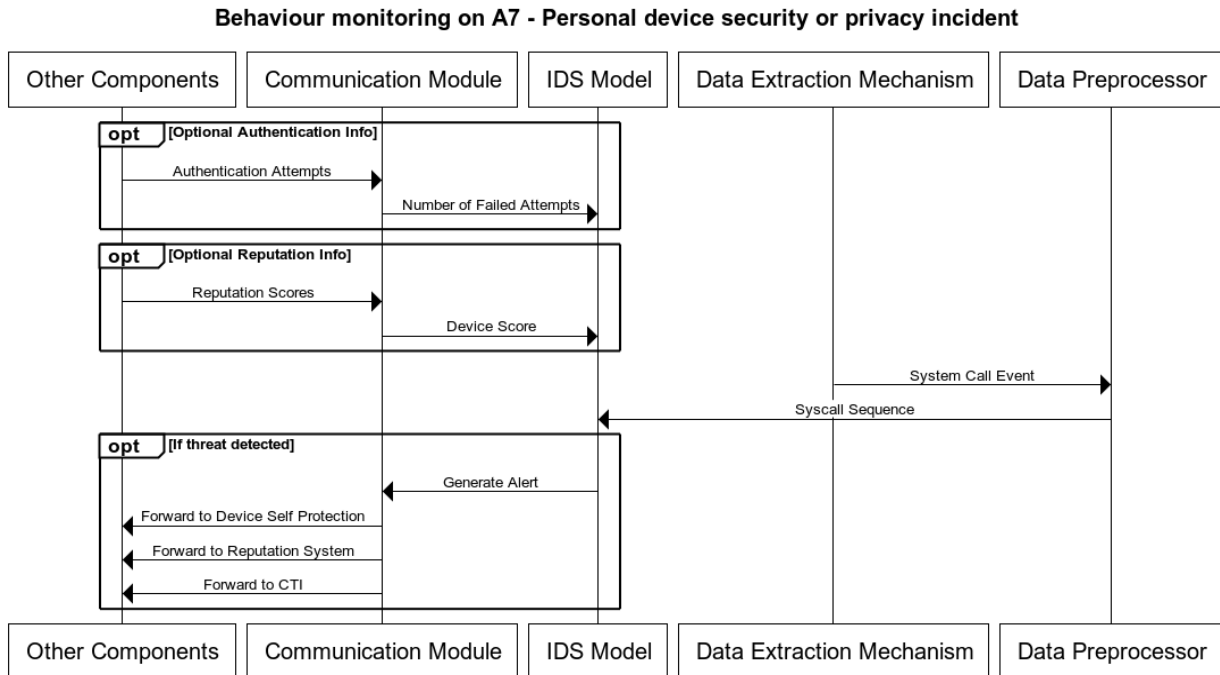 Behaviour monitoring on A7 - Personal device security or privacy incident
Other Components
Communication Module
IDS Model
Data Extraction Mechanism
Data Preprocessor
opt [Optional Authentication Info]
Authentication Attempts
Number of Failed Attempts
opt [Optional Reputation Info]
Reputation Scores
Device Score
System Call Event
Syscall Sequence
opt [If threat detected]
Generate Alert
Forward to Device Self Protection
Forward to Reputation System
Forward to CTI
Other Components
Communication Module
IDS Model
Data Extraction Mechanism
Data Preprocessor